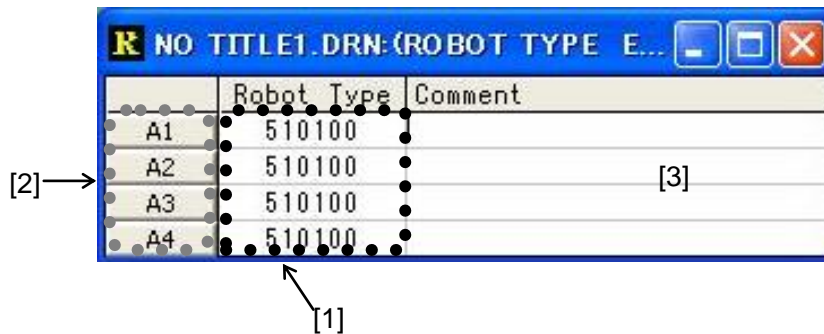 R NO TITLE1.DRN:(ROBOT TYPE E...
Robot Type Comment
A1 510100
A2 510100
[2] [3]
A3 510100
A4 510100
[1]